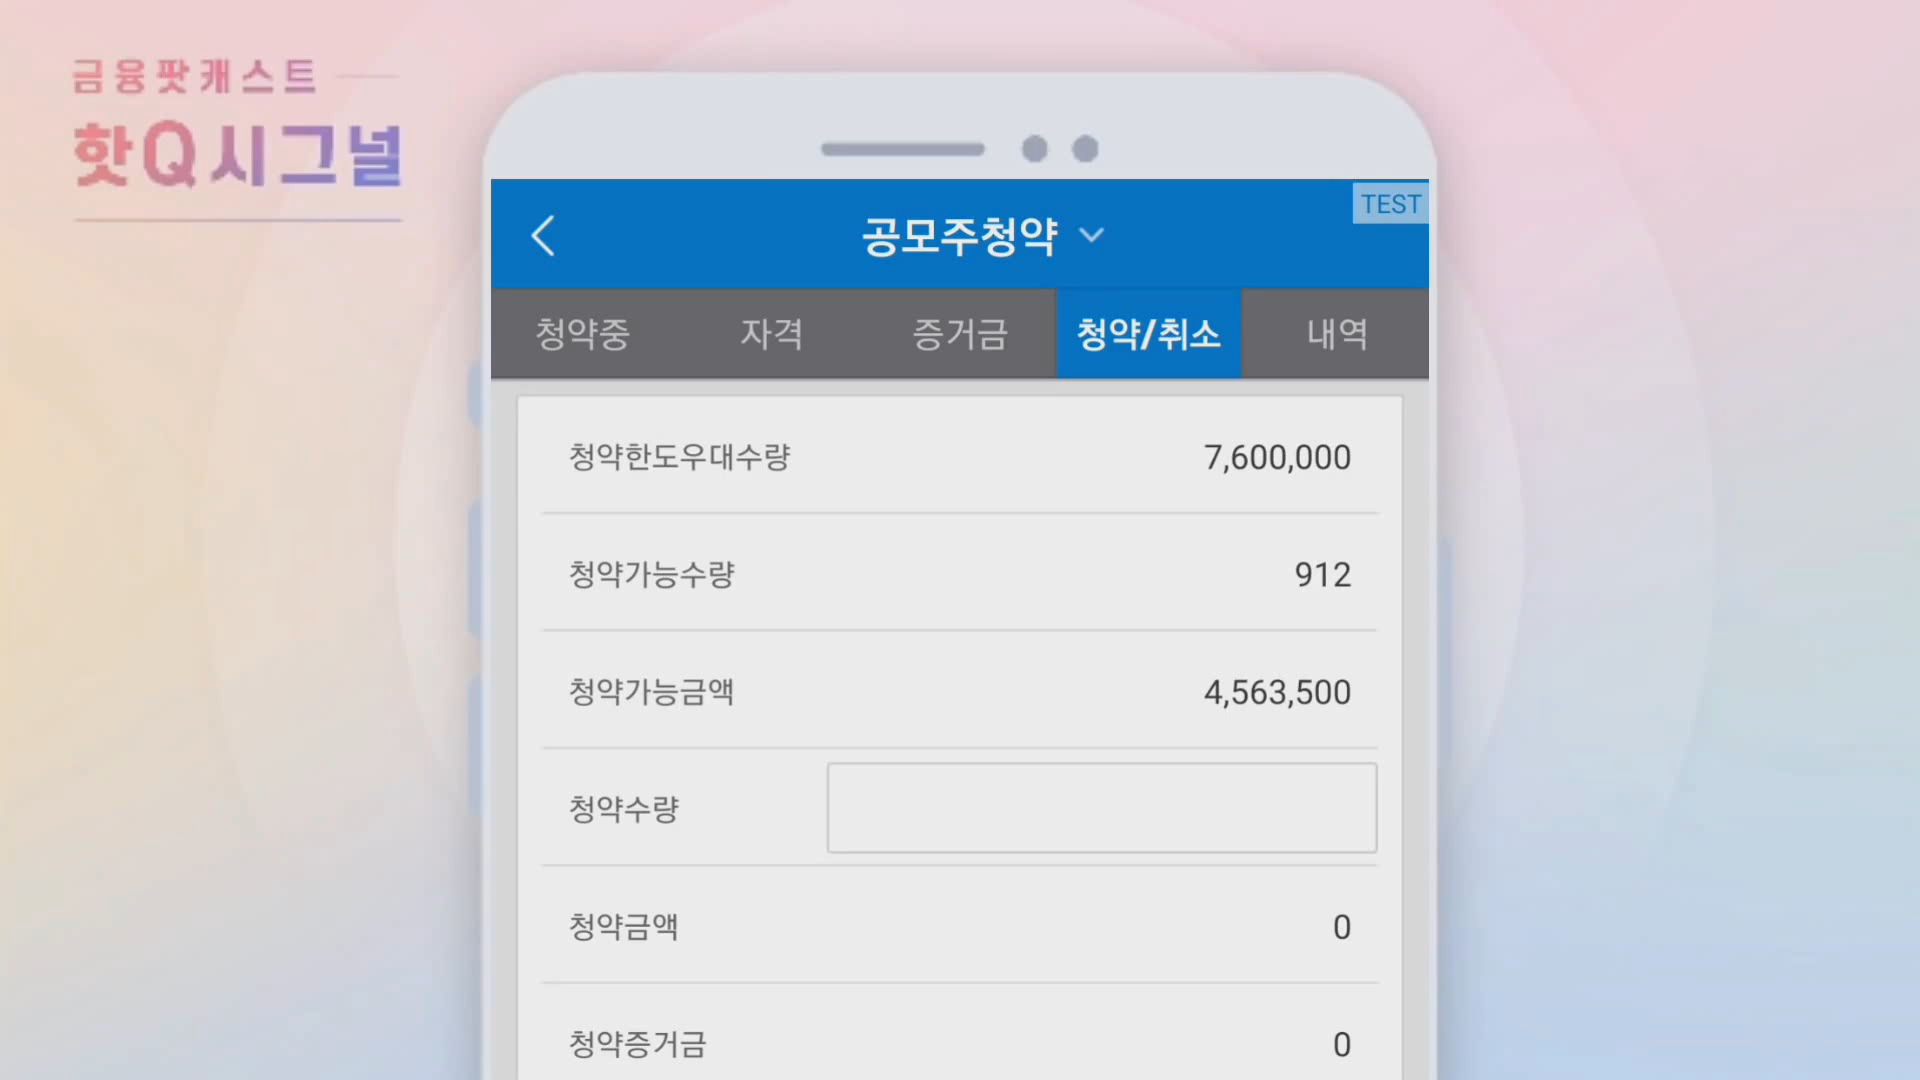 금융팟캐스트
핫Q시그널
TEST
공모주청약
청약중 자격 증거금 청약/취소 내역
청약한도우대수량 7,600,000
청약가능수량 912
청약가능금액 4,563,500
청약수량
청약금액 0
청약증거금 0